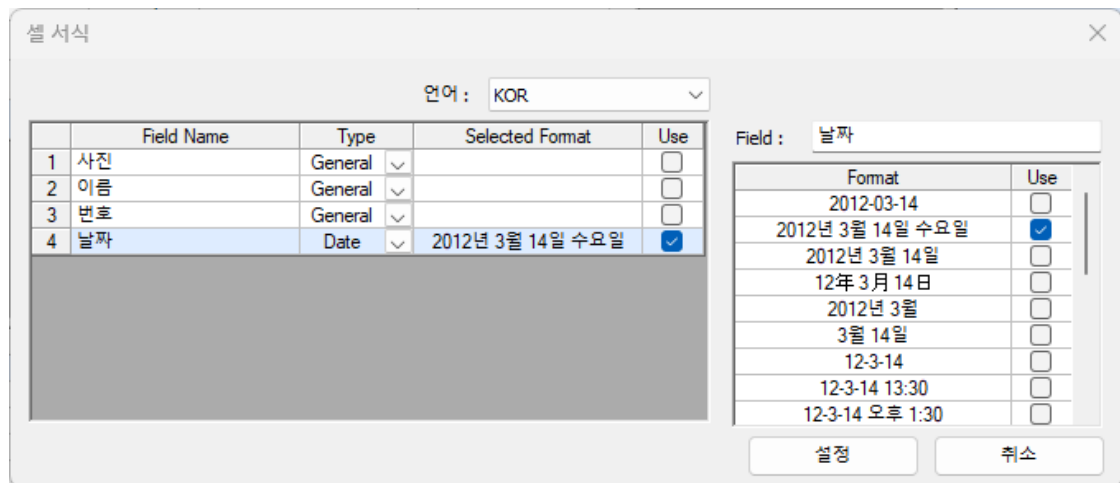 셀 서식
언어 : KOR
Field Name Type Selected Format Use
1 사진 General
2 이름 General
3 번호 General
4 날짜 Date 2012년 3월 14일 수요일
Field : 날짜
Format Use
2012-03-14
2012년 3월 14일 수요일
2012년 3월 14일
12年 3月 14日
2012년 3월
3월 14일
12-3-14
12-3-14 13:30
12-3-14 오후 1:30
설정 취소